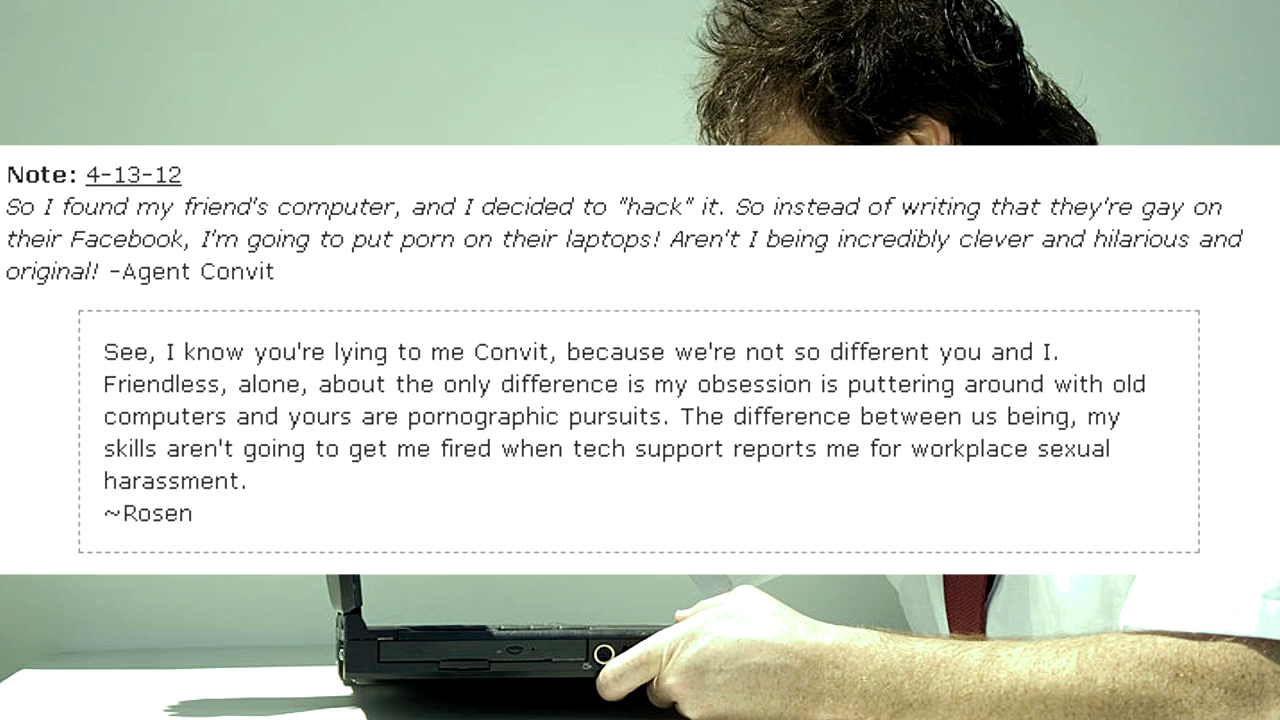 Note: 4-13-12
So I found my friend's computer, and I decided to "hack" it. So instead of writing that they're gay on
their Facebook, I'm going to put porn on their laptops! Aren't I being incredibly clever and hilarious and
original! -Agent Convit
See, I know you're lying to me Convit, because we're not so different you and I.
Friendless, alone, about the only difference is my obsession is puttering around with old
computers and yours are pornographic pursuits. The difference between us being, my
skills aren't going to get me fired when tech support reports me for workplace sexual
harassment.
~Rosen